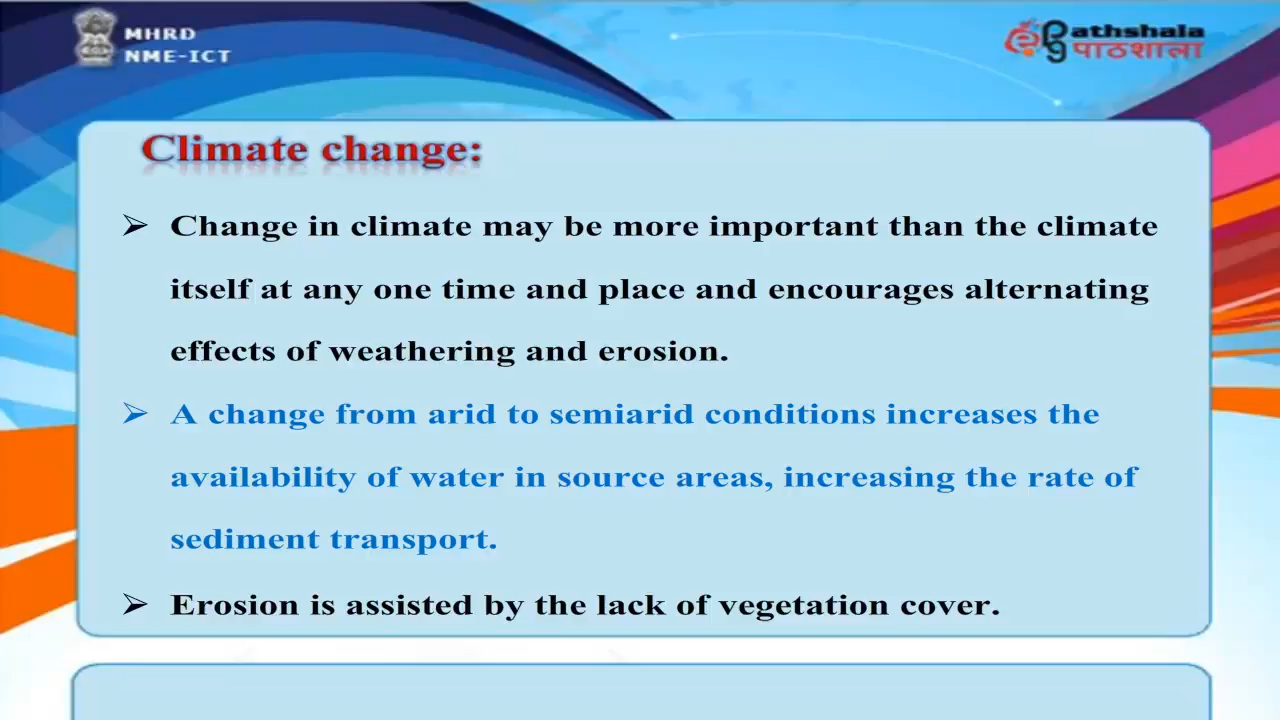 MHRD
NME-ICT
ePathshala
पाठशाला
Climate change:
➢ Change in climate may be more important than the climate
itself at any one time and place and encourages alternating
effects of weathering and erosion.
➢ A change from arid to semiarid conditions increases the
availability of water in source areas, increasing the rate of
sediment transport.
➢ Erosion is assisted by the lack of vegetation cover.